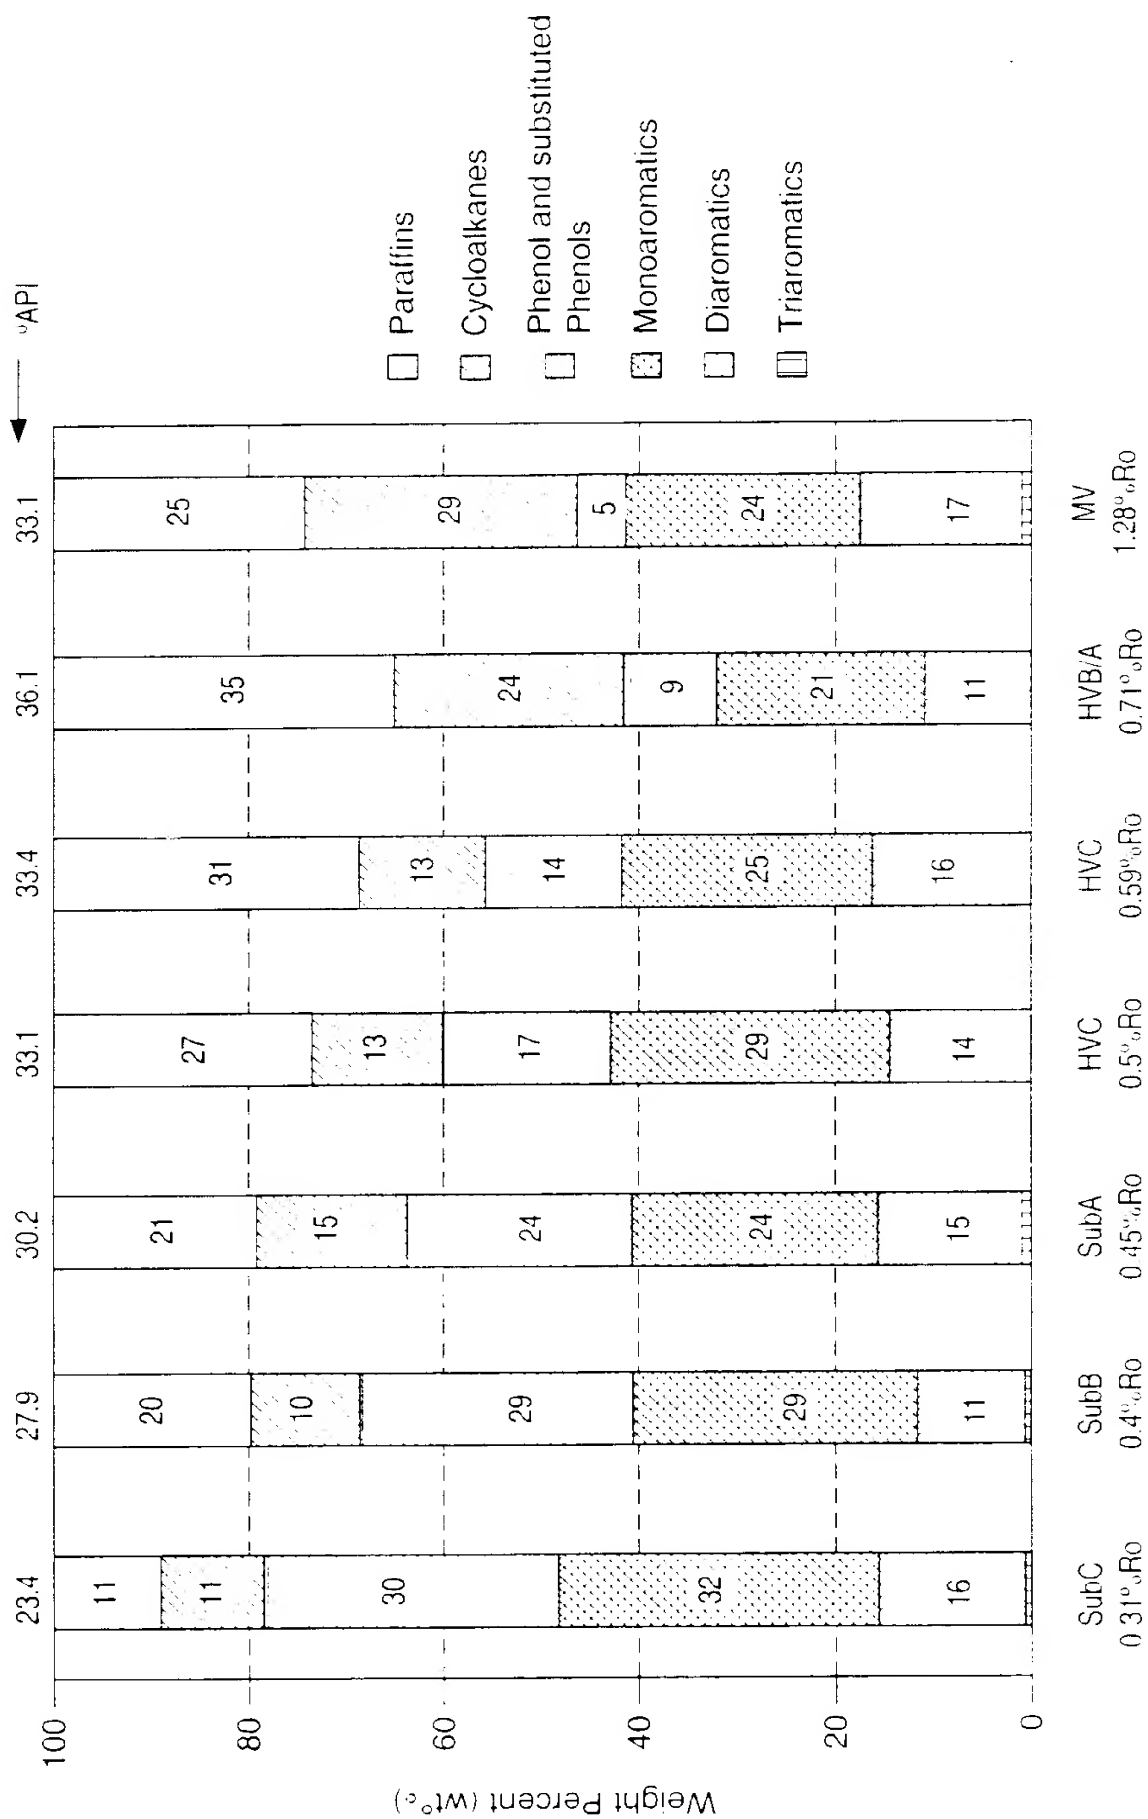 23.4 27.9 30.2 33.1 33.4 36.1 33.1 °API
100
80
60
40
20
0
Weight Percent (wt%)
11 11 30 32 16
20 10 29 29 11
21 15 24 24 15
27 13 17 29 14
31 13 14 25 16
35 24 9 21 11
25 29 5 24 17
SubC SubB SubA HVC HVC HVB/A MV
0.31%Ro 0.4%Ro 0.45%Ro 0.5%Ro 0.59%Ro 0.71%Ro 1.28%Ro
Paraffins
Cycloalkanes
Phenol and substituted
Phenols
Monoaromatics
Diaromatics
Triaromatics